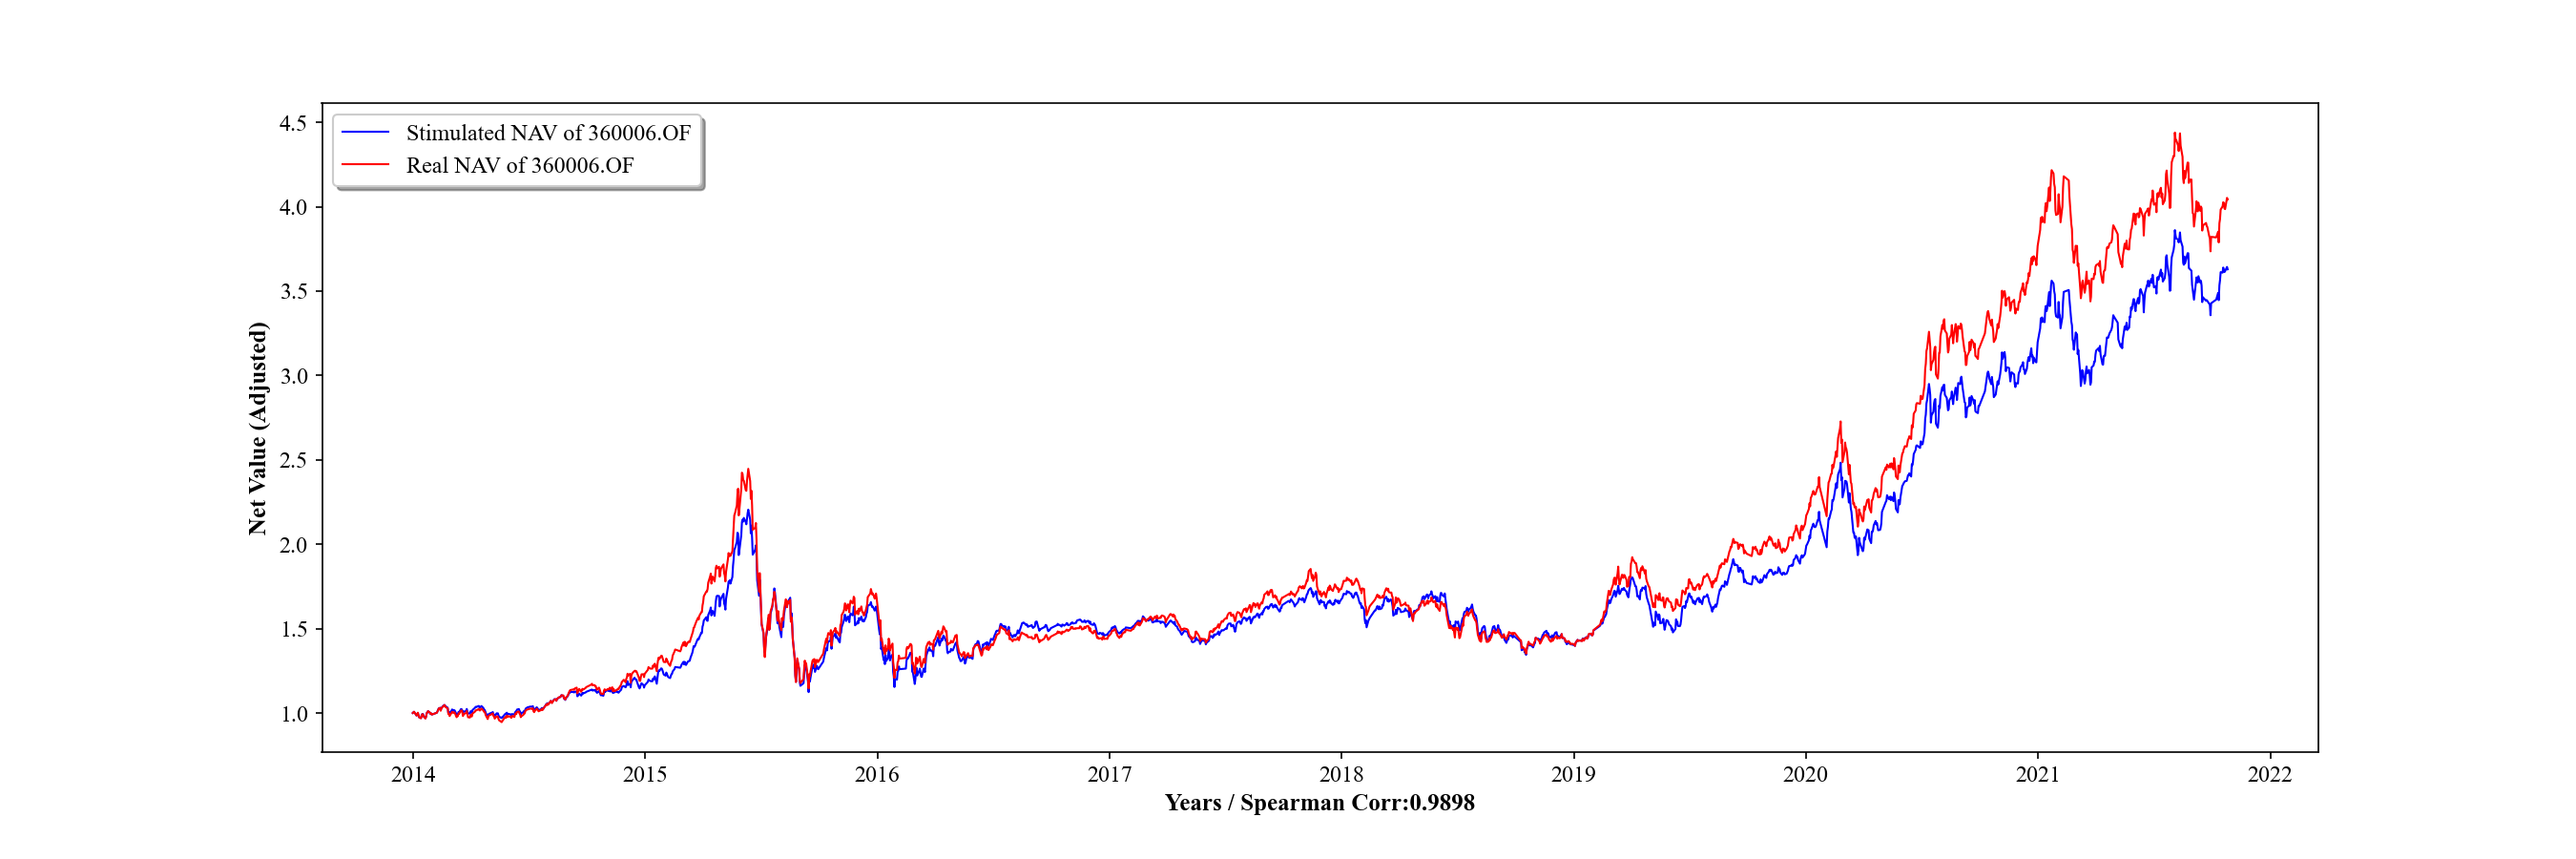 Stimulated NAV of 360006.OF
Real NAV of 360006.OF
4.5
4.0
3.5
3.0
2.5
2.0
1.5
1.0
Net Value (Adjusted)
2014 2015 2016 2017 2018 2019 2020 2021 2022
Years / Spearman Corr:0.9898